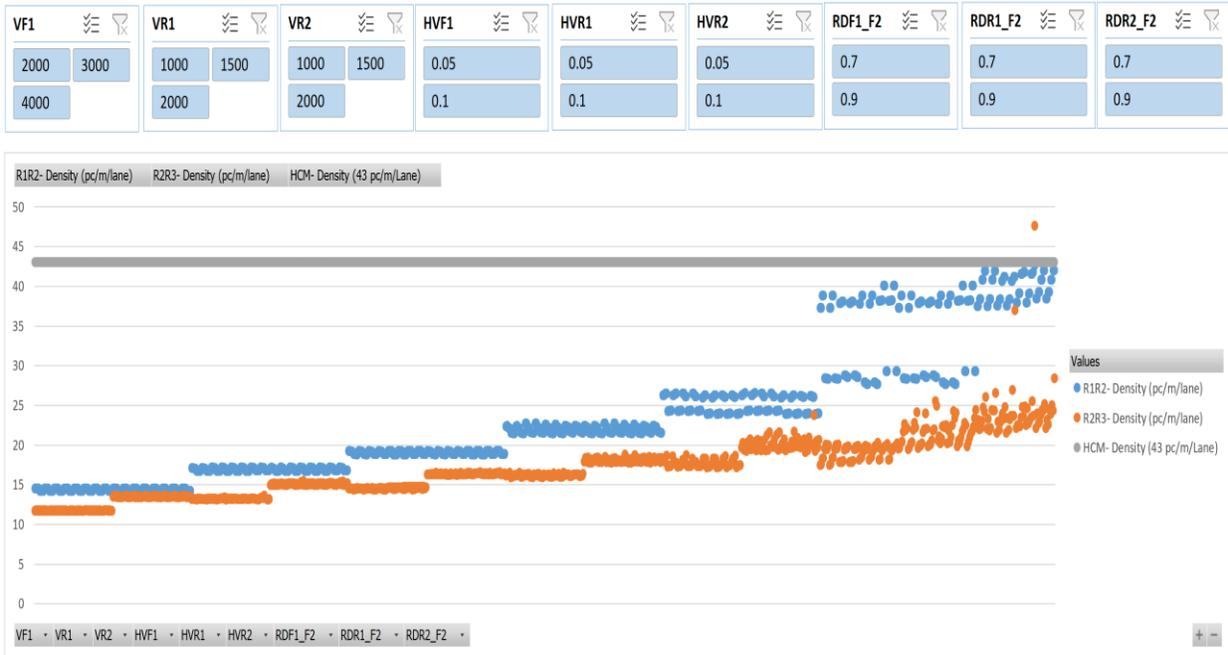 VF1 VR1 VR2 HVF1 HVR1 HVR2 RDF1_F2 RDR1_F2 RDR2_F2
2000 3000 1000 1500 1000 1500 0.05 0.05 0.05 0.7 0.7 0.7
4000 2000 2000 0.1 0.1 0.1 0.9 0.9 0.9
R1R2- Density (pc/m/lane) R2R3- Density (pc/m/lane) HCM- Density (43 pc/m/Lane)
50
45
40
35
30
25
20
15
10
5
0
Values
R1R2- Density (pc/m/lane)
R2R3- Density (pc/m/lane)
HCM- Density (43 pc/m/Lane)
VF1 VR1 VR2 HVF1 HVR1 HVR2 RDF1_F2 RDR1_F2 RDR2_F2
+ −